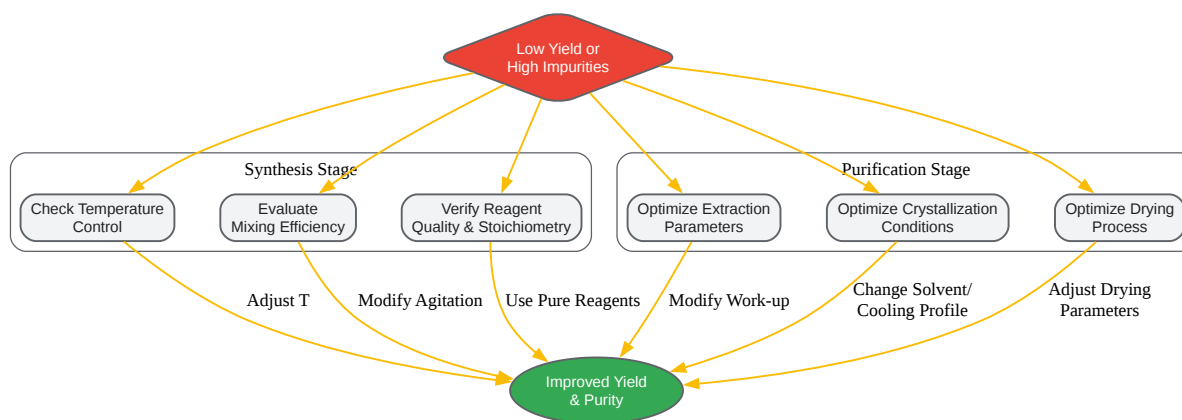 Low Yield or
High Impurities
Synthesis Stage
Purification Stage
Check Temperature
Control
Evaluate
Mixing Efficiency
Verify Reagent
Quality & Stoichiometry
Optimize Extraction
Parameters
Optimize Crystallization
Conditions
Optimize Drying
Process
Adjust T
Modify Agitation
Use Pure Reagents
Modify Work-up
Change Solvent/
Cooling Profile
Adjust Drying
Parameters
Improved Yield
& Purity